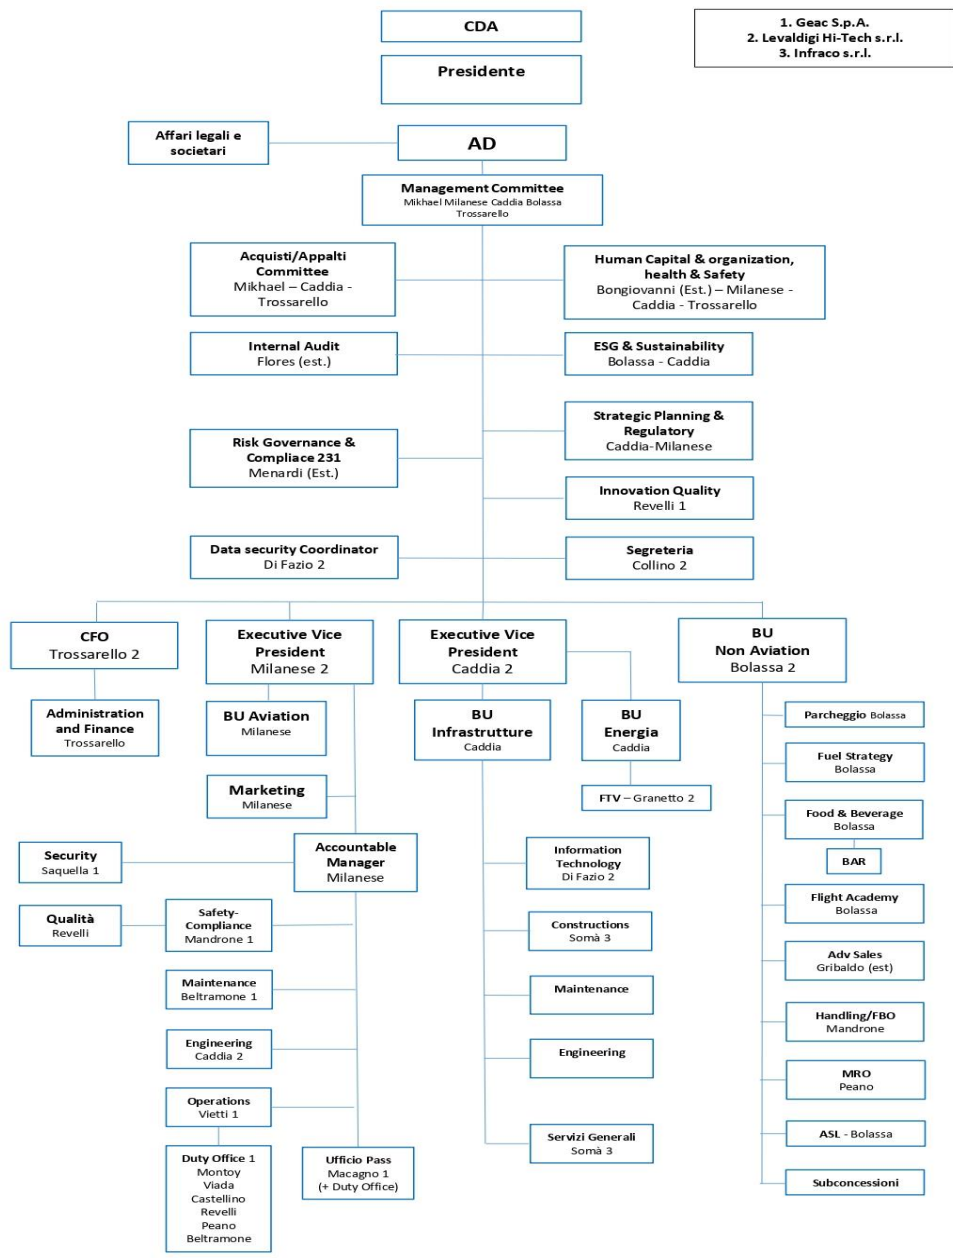 CDA
1. Geac S.p.A.
2. Levaldigi Hi-Tech s.r.l.
3. Infraco s.r.l.
Presidente
Affari legali e
societari
AD
Management Committee
Mikhael Milanese Caddia Bolassa
Trossarello
Acquisti/Appalti
Committee
Mikhael – Caddia -
Trossarello
Human Capital & organization,
health & Safety
Bongiovanni (Est.) – Milanese -
Caddia - Trossarello
Internal Audit
Flores (est.)
ESG & Sustainability
Bolassa - Caddia
Strategic Planning &
Regulatory
Caddia-Milanese
Risk Governance &
Compliace 231
Menardi (Est.)
Innovation Quality
Revelli 1
Data security Coordinator
Di Fazio 2
Segreteria
Collino 2
CFO
Trossarello 2
Executive Vice
President
Milanese 2
Executive Vice
President
Caddia 2
BU
Non Aviation
Bolassa 2
Administration
and Finance
Trossarello
BU Aviation
Milanese
BU
Infrastrutture
Caddia
BU
Energia
Caddia
Parcheggio Bolassa
Fuel Strategy
Bolassa
Marketing
Milanese
FTV – Granetto 2
Food & Beverage
Bolassa
BAR
Security
Saquella 1
Accountable
Manager
Milanese
Information
Technology
Di Fazio 2
Flight Academy
Bolassa
Qualità
Revelli
Safety-
Compliance
Mandrone 1
Constructions
Somà 3
Adv Sales
Gribaldo (est)
Maintenance
Beltramone 1
Maintenance
Handling/FBO
Mandrone
Engineering
Caddia 2
Engineering
MRO
Peano
Operations
Vietti 1
Servizi Generali
Somà 3
ASL - Bolassa
Duty Office 1
Montoy
Viada
Castellino
Revelli
Peano
Beltramone
Ufficio Pass
Macagno 1
(+ Duty Office)
Subconcessioni